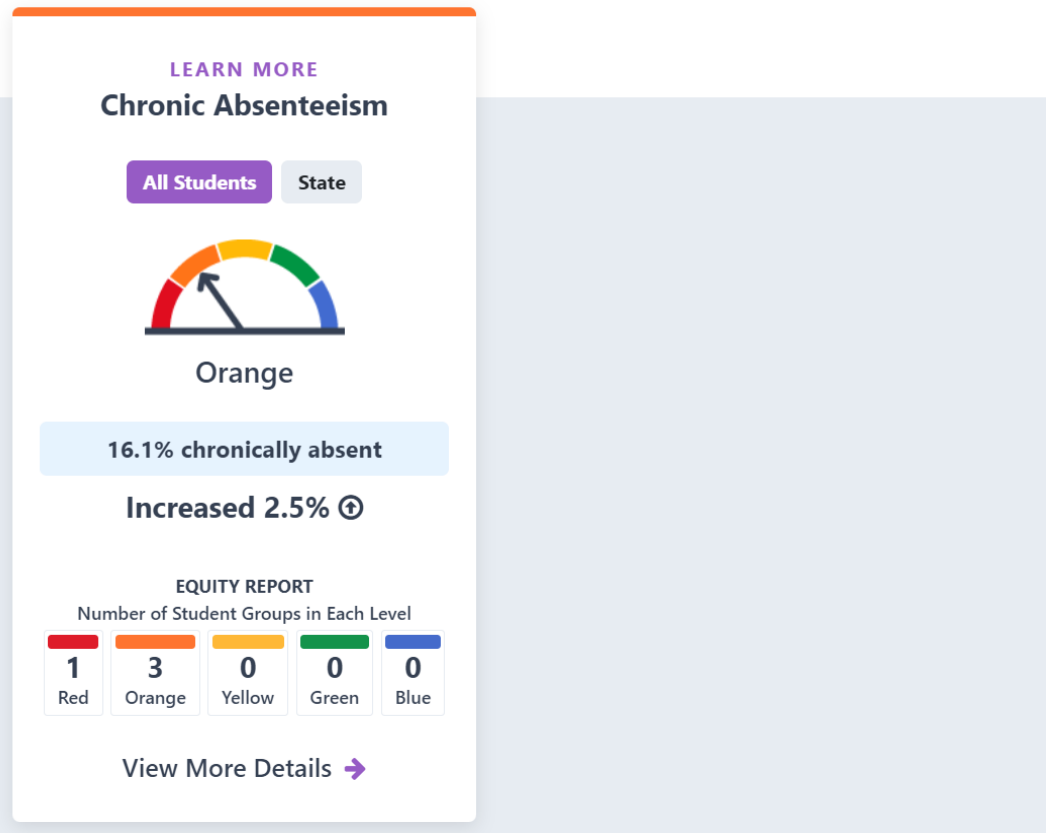 LEARN MORE
Chronic Absenteeism
All Students State
Orange
16.1% chronically absent
Increased 2.5%
EQUITY REPORT
Number of Student Groups in Each Level
1 3 0 0 0
Red Orange Yellow Green Blue
View More Details